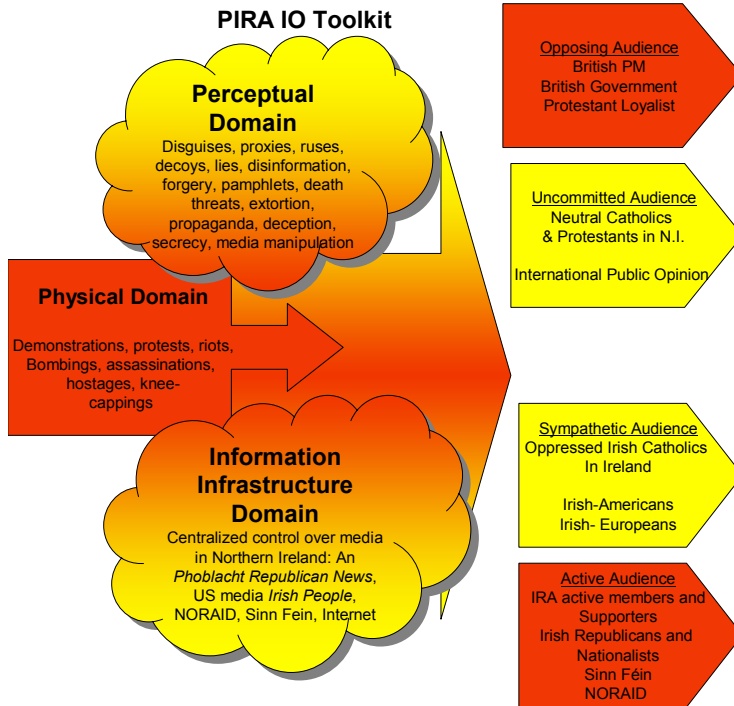 PIRA IO Toolkit
Perceptual
Domain
Disguises, proxies, ruses,
decoys, lies, disinformation,
forgery, pamphlets, death
threats, extortion,
propaganda, deception,
secrecy, media manipulation
Physical Domain
Demonstrations, protests, riots,
Bombings, assassinations,
hostages, knee-
cappings
Information
Infrastructure
Domain
Centralized control over media
in Northern Ireland: An
Phoblacht Republican News,
US media Irish People,
NORAID, Sinn Fein, Internet
Opposing Audience
British PM
British Government
Protestant Loyalist
Uncommitted Audience
Neutral Catholics
& Protestants in N.I.
International Public Opinion
Sympathetic Audience
Oppressed Irish Catholics
In Ireland
Irish-Americans
Irish- Europeans
Active Audience
IRA active members and
Supporters
Irish Republicans and
Nationalists
Sinn Féin
NORAID